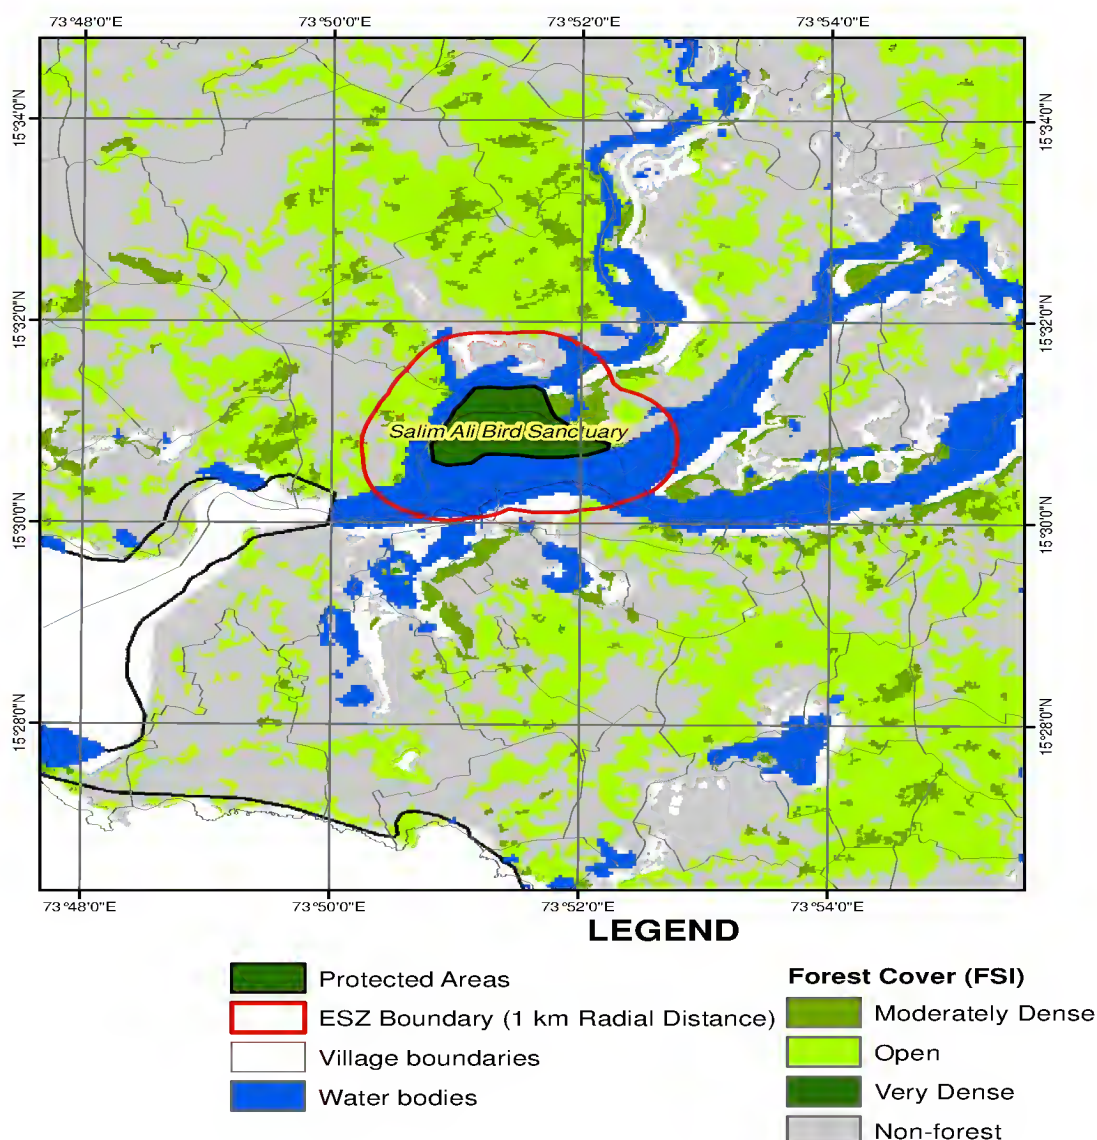 73°48'0"E 73°50'0"E 73°52'0"E 73°54'0"E
15°34'0"N 15°34'0"N
15°32'0"N 15°32'0"N
Salim Ali Bird Sanctuary
15°30'0"N 15°30'0"N
15°28'0"N 15°28'0"N
73°48'0"E 73°50'0"E 73°52'0"E 73°54'0"E
LEGEND
Protected Areas
ESZ Boundary (1 km Radial Distance)
Village boundaries
Water bodies
Forest Cover (FSI)
Moderately Dense
Open
Very Dense
Non-forest